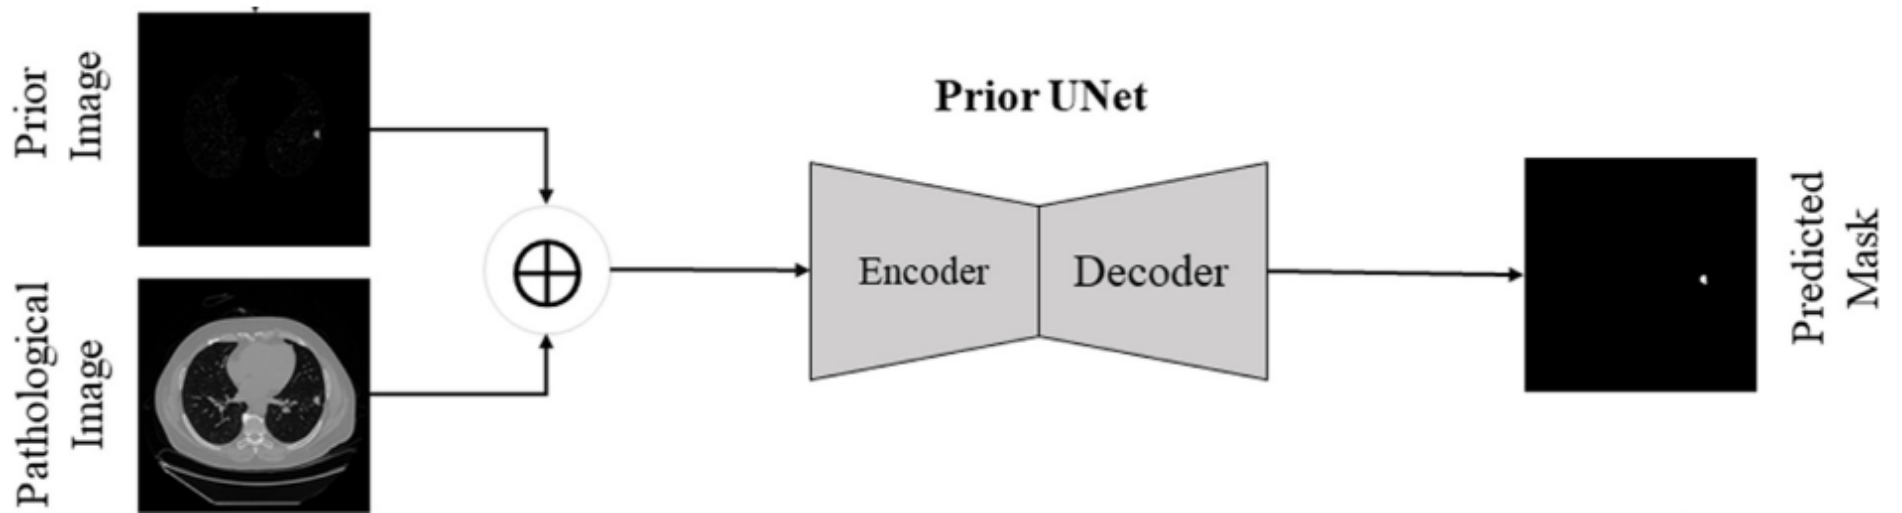 Prior
Image
Pathological
Image
Prior UNet
Encoder
Decoder
Predicted
Mask